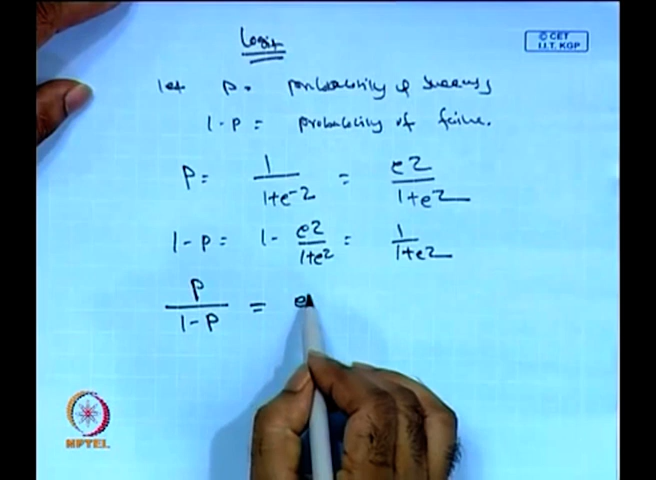 Logit
© CET
I.I.T. KGP
let p = probability of success
1-p = probability of failure.
p = 1/(1+e^-z) = e^z/(1+e^z)
1-p = 1 - e^z/(1+e^z) = 1/(1+e^z)
p/(1-p) = e
NPTEL